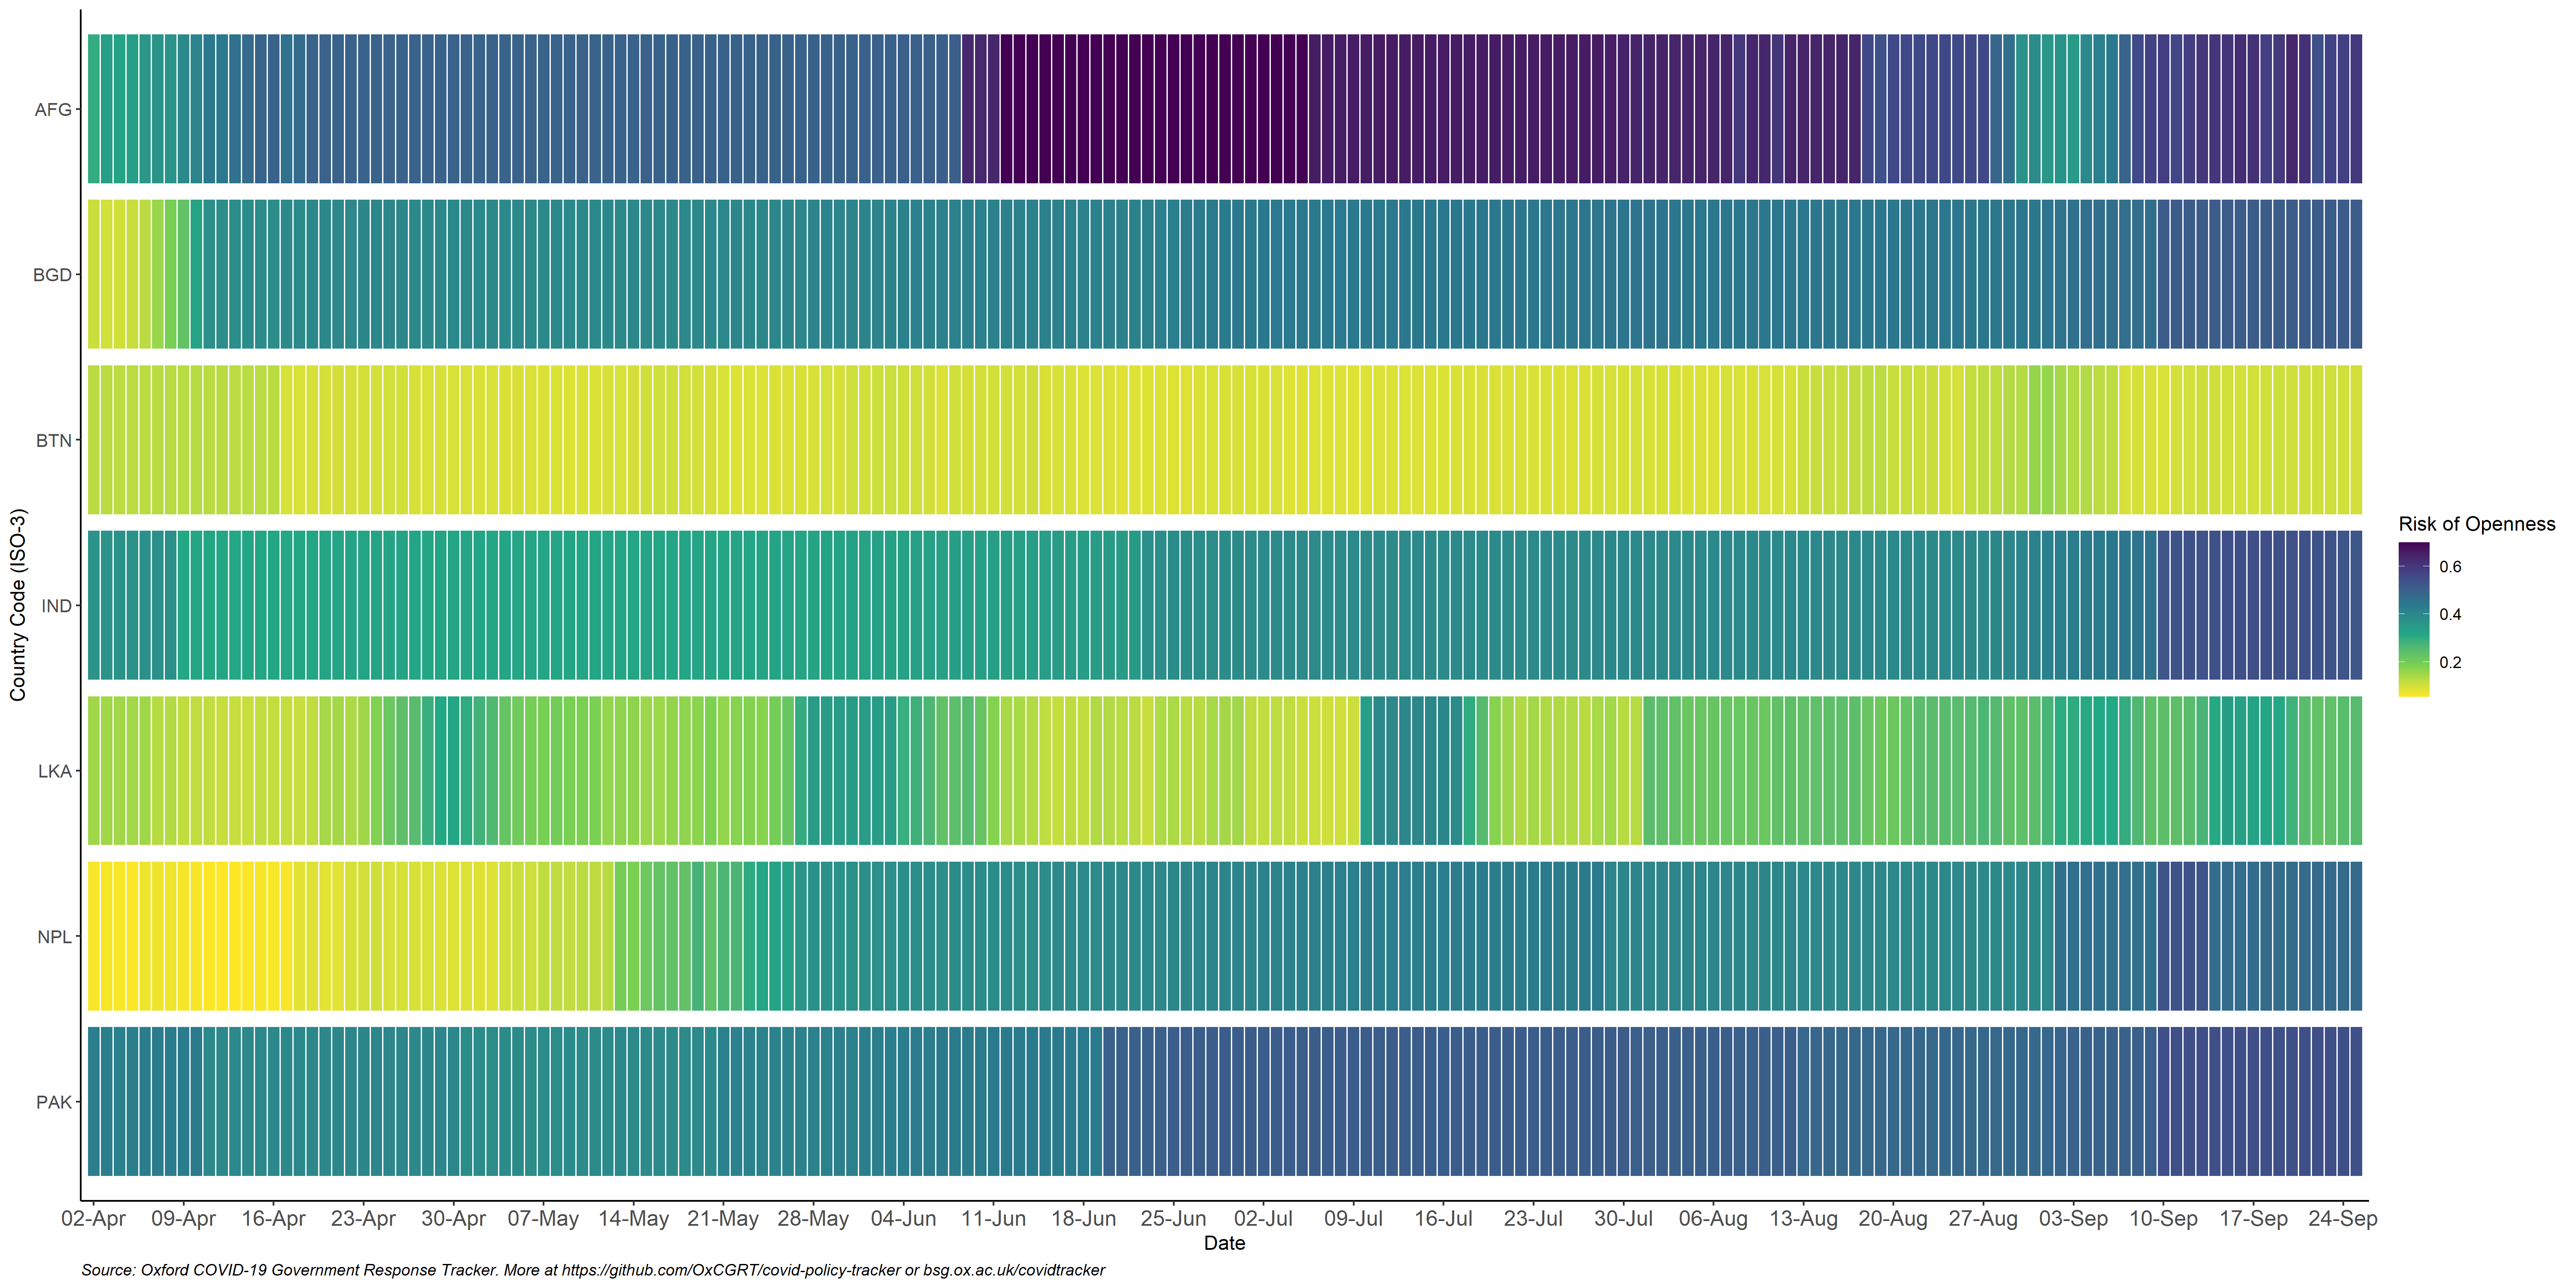 AFG
BGD
BTN
IND
LKA
NPL
PAK
Country Code (ISO-3)
02-Apr 09-Apr 16-Apr 23-Apr 30-Apr 07-May 14-May 21-May 28-May 04-Jun 11-Jun 18-Jun 25-Jun 02-Jul 09-Jul 16-Jul 23-Jul 30-Jul 06-Aug 13-Aug 20-Aug 27-Aug 03-Sep 10-Sep 17-Sep 24-Sep
Date
Risk of Openness
0.6
0.4
0.2
Source: Oxford COVID-19 Government Response Tracker. More at https://github.com/OxCGRT/covid-policy-tracker or bsg.ox.ac.uk/covidtracker